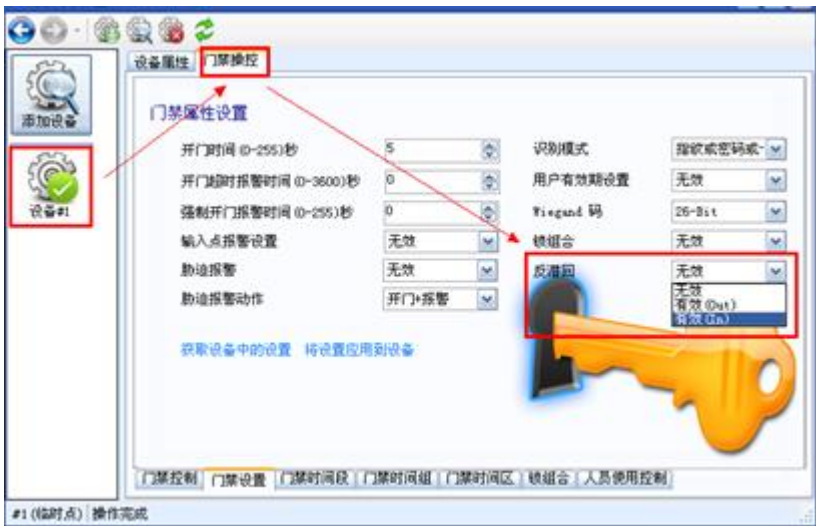 设备属性 门禁操控
添加设备
设备#1
门禁属性设置
开门时间(0-255)秒 5 识别模式 指纹或密码或-
开门超时报警时间(0-3600)秒 0 用户有效期设置 无效
强制开门报警时间(0-255)秒 0 Wiegand 码 26-Bit
输入点报警设置 无效 锁组合 无效
胁迫报警 无效 反潜回 无效
无效
有效(Out)
有效(In)
胁迫报警动作 开门+报警
获取设备中的设置 将设置应用到设备
门禁控制 门禁设置 门禁时间段 门禁时间组 门禁时间区 锁组合 人员使用控制
#1(临时点) 操作完成